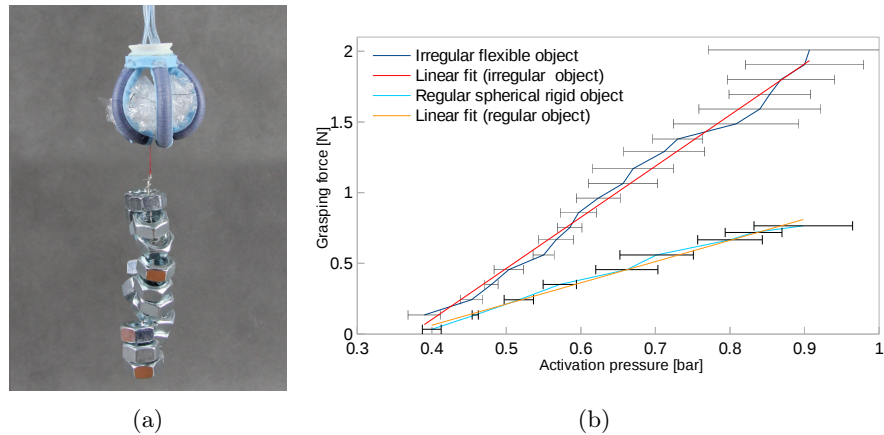 Irregular flexible object
Linear fit (irregular object)
Regular spherical rigid object
Linear fit (regular object)
Grasping force [N]
2
1.5
1
0.5
0
0.3
0.4
0.5
0.6
0.7
0.8
0.9
1
Activation pressure [bar]
(a)
(b)